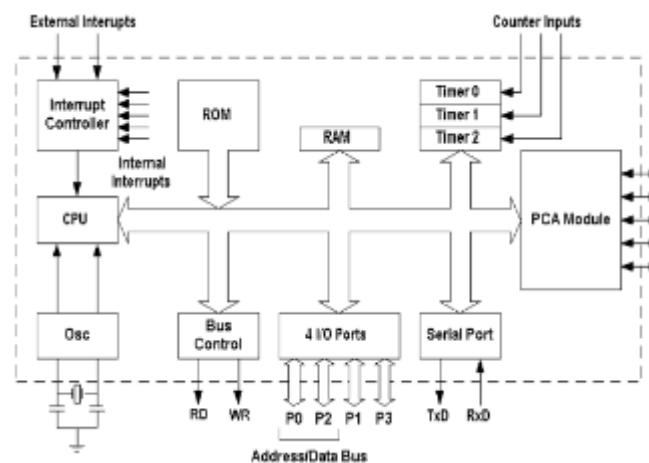 External Interupts
Counter Inputs
Interrupt
Controller
ROM
RAM
Timer 0
Timer 1
Timer 2
Internal
Interrupts
CPU
PCA Module
Osc
Bus
Control
4 I/O Ports
Serial Port
RD
WR
P0
P2
P1
P3
TxD
RxD
Address/Data Bus